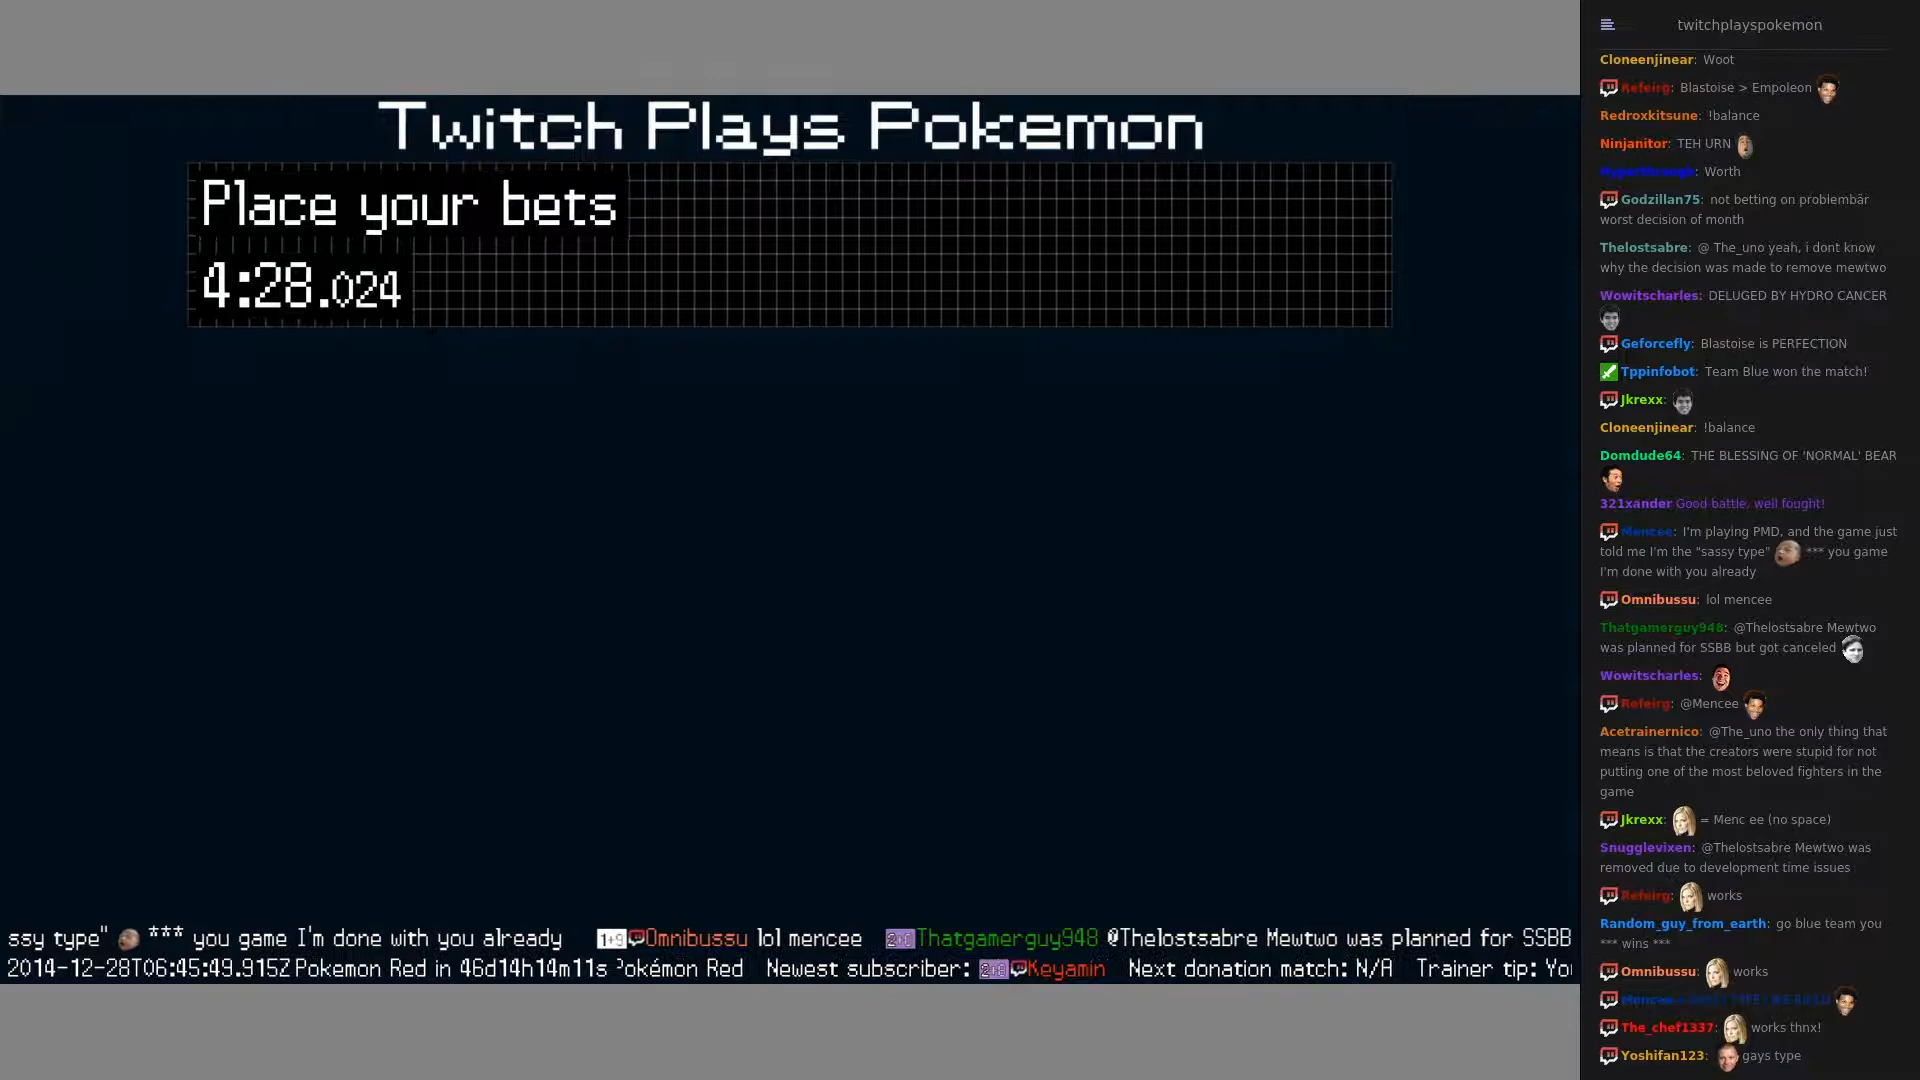 Twitch Plays Pokemon
Place your bets
4:28.024
ssy type" *** you game I'm done with you already 1+9 Omnibussu lol mencee Thatgamerguy948 @Thelostsabre Mewtwo was planned for SSBB
2014-12-28T06:45:49.915Z Pokemon Red in 46d14h14m11s Pokémon Red Newest subscriber: Keyamin Next donation match: N/A Trainer tip: You
twitchplayspokemon
Cloneenjinear: Woot
Refeirg: Blastoise > Empoleon
Redroxkitsune: !balance
Ninjanitor: TEH URN
Hyperthrough: Worth
Godzillan75: not betting on problembär
worst decision of month
Thelostsabre: @ The_uno yeah, i dont know
why the decision was made to remove mewtwo
Wowitscharles: DELUGED BY HYDRO CANCER
Geforcefly: Blastoise is PERFECTION
Tppinfobot: Team Blue won the match!
Jkrexx:
Cloneenjinear: !balance
Domdude64: THE BLESSING OF 'NORMAL' BEAR
321xander Good battle, well fought!
Mencee: I'm playing PMD, and the game just
told me I'm the "sassy type" *** you game
I'm done with you already
Omnibussu: lol mencee
Thatgamerguy948: @Thelostsabre Mewtwo
was planned for SSBB but got canceled
Wowitscharles:
Refeirg: @Mencee
Acetrainernico: @The_uno the only thing that
means is that the creators were stupid for not
putting one of the most beloved fighters in the
game
Jkrexx: = Menc ee (no space)
Snugglevixen: @Thelostsabre Mewtwo was
removed due to development time issues
Refeirg: works
Random_guy_from_earth: go blue team you
*** wins ***
Omnibussu: works
Mencee
The_chef1337: works thnx!
Yoshifan123: gays type